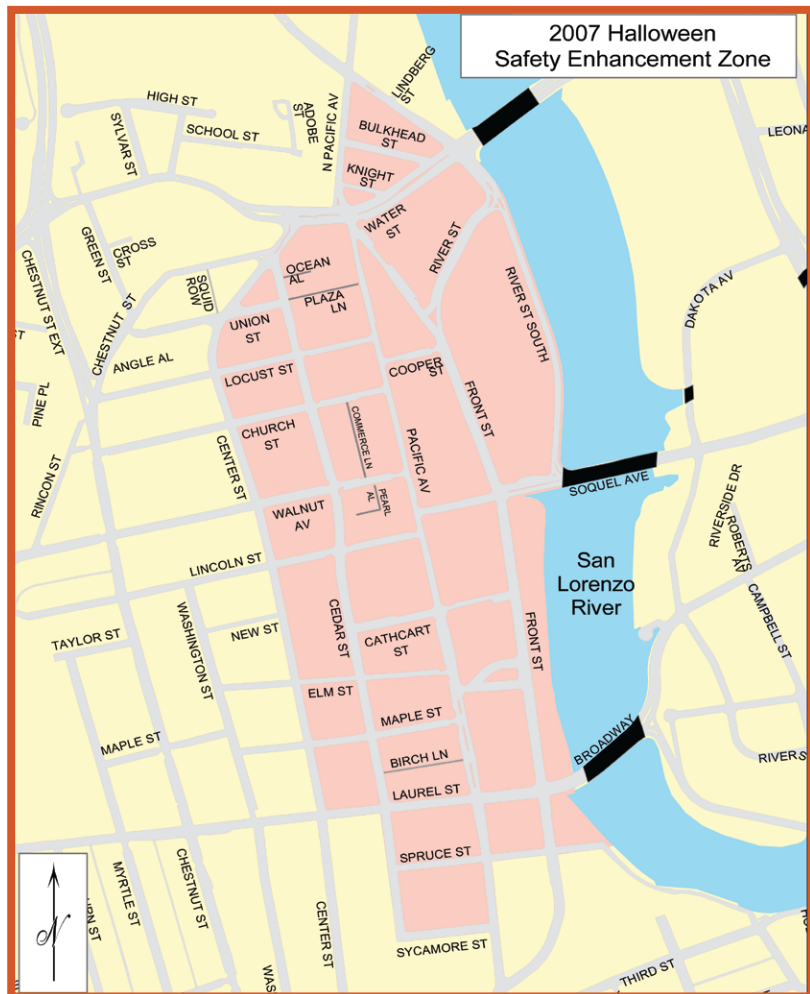 2007 Halloween
Safety Enhancement Zone
LINDBERG
ST
HIGH ST
ADOBE
ST
SYLVAR ST
SCHOOL ST
N PACIFIC AV
BULKHEAD
ST
KNIGHT
ST
WATER
ST
RIVER ST
GREEN ST
CROSS
ST
CHESTNUT ST EXT
CHESTNUT ST
SQUID
ROW
OCEAN
AL
PLAZA
LN
UNION
ST
RIVER ST SOUTH
DAKOTA AV
ST
ANGLE AL
LOCUST ST
COOPER
ST
FRONT ST
PINE PL
RINCON ST
CENTER ST
CHURCH
ST
COMMERCE LN
PACIFIC AV
SOQUEL AVE
PEARL
AL
WALNUT
AV
RIVERSIDE DR
ROBERTS
AV
CAMPBELL ST
LINCOLN ST
San
Lorenzo
River
TAYLOR ST
WASHINGTON ST
NEW ST
CEDAR ST
CATHCART
ST
FRONT ST
ELM ST
MAPLE ST
MAPLE ST
BROADWAY
BIRCH LN
LAUREL ST
SPRUCE ST
MYRTLE ST
CHESTNUT ST
CENTER ST
SYCAMORE ST
THIRD ST
N